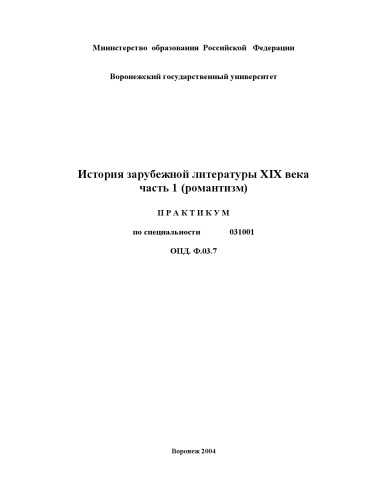 Министерство образования Российской Федерации
Воронежский государственный университет
История зарубежной литературы XIX века
часть 1 (романтизм)
П Р А К Т И К У М
по специальности 031001
ОПД. Ф.03.7
Воронеж 2004